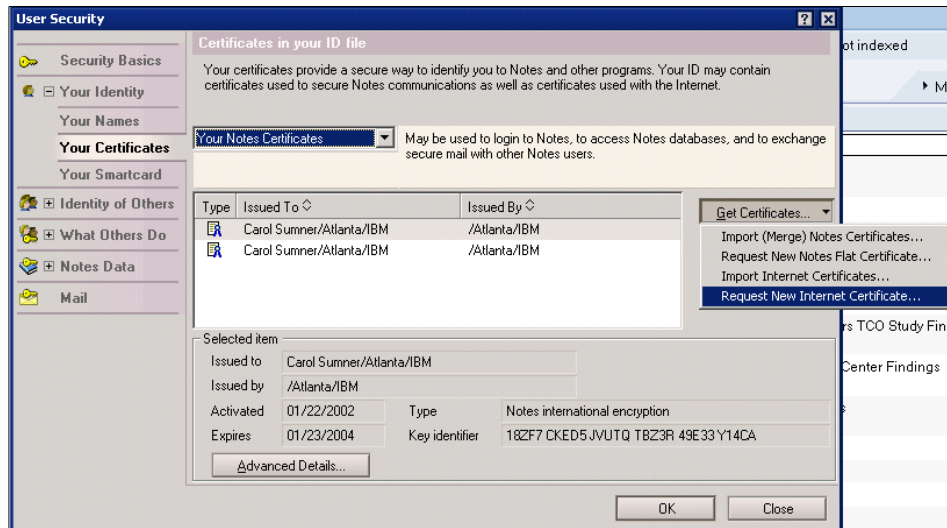 User Security
Security Basics
Your Identity
Your Names
Your Certificates
Your Smartcard
Identity of Others
What Others Do
Notes Data
Mail
Certificates in your ID file
Your certificates provide a secure way to identify you to Notes and other programs. Your ID may contain
certificates used to secure Notes communications as well as certificates used with the Internet.
Your Notes Certificates
May be used to login to Notes, to access Notes databases, and to exchange
secure mail with other Notes users.
Type Issued To Issued By
Carol Sumner/Atlanta/IBM /Atlanta/IBM
Carol Sumner/Atlanta/IBM /Atlanta/IBM
Get Certificates...
Import (Merge) Notes Certificates...
Request New Notes Flat Certificate...
Import Internet Certificates...
Request New Internet Certificate...
Selected item
Issued to Carol Sumner/Atlanta/IBM
Issued by /Atlanta/IBM
Activated 01/22/2002 Type Notes international encryption
Expires 01/23/2004 Key identifier 18ZF7 CKED5 JVUTQ TBZ3R 49E33 Y14CA
Advanced Details...
OK Close
ot indexed
M
rs TCO Study Fin
Center Findings